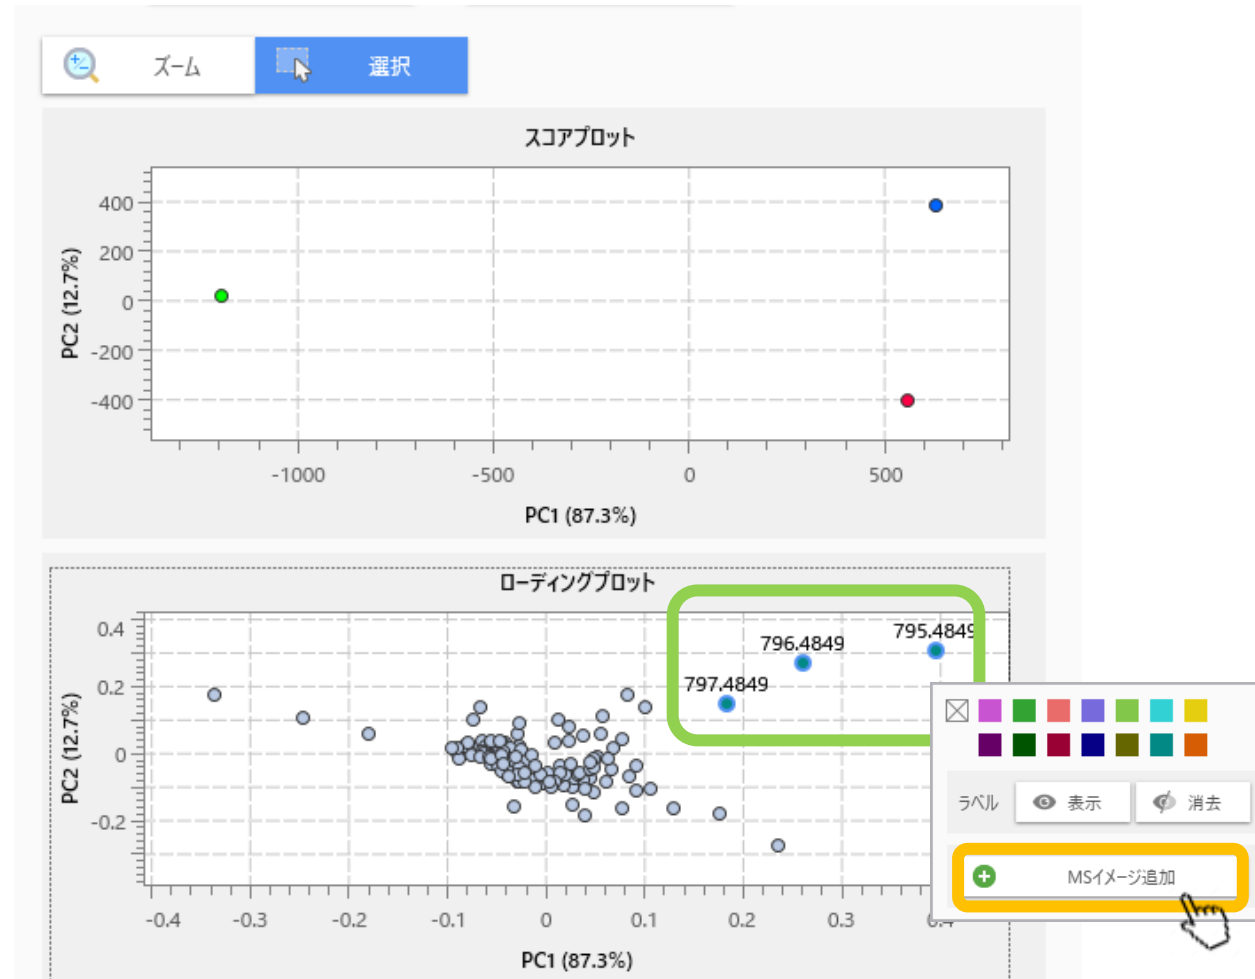 ズーム
選択
スコアプロット
400
200
0
-200
-400
PC2 (12.7%)
-1000
-500
0
500
PC1 (87.3%)
ローディングプロット
0.4
0.2
0
-0.2
PC2 (12.7%)
797.4849
796.4849
795.4849
ラベル
表示
消去
MSイメージ追加
-0.4
-0.3
-0.2
-0.1
0
0.1
0.2
0.3
0.4
PC1 (87.3%)